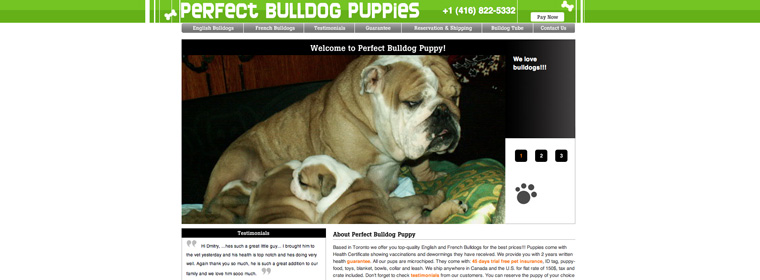 PERFECT BULLDOG PUPPIES
+1 (416) 822-5332
Pay Now
English Bulldogs
French Bulldogs
Testimonials
Guarantee
Reservation & Shipping
Bulldog Tube
Contact Us
Welcome to Perfect Bulldog Puppy!
We love
bulldogs!!!
1 2 3
Testimonials
Hi Dmitry, ...hes such a great little guy... I brought him to
the vet yesterday and his health is top notch and hes doing very
well. Again thank you so much, he is such a great addition to our
family and we love him sooo much.
About Perfect Bulldog Puppy
Based in Toronto we offer you top-quality English and French Bulldogs for the best prices!!! Puppies come with
Health Certificate showing vaccinations and deworming they have received. We provide you with 2 years written
health guarantee. All our pups are microchiped. They come with: 45 days trial free pet insurance, ID tag, puppy-
food, toys, blanket, bowls, collar and leash. We ship anywhere in Canada and the U.S. for flat rate of 150$, tax and
crate included. Don't forget to check testimonials from our customers. You can reserve the puppy of your choice